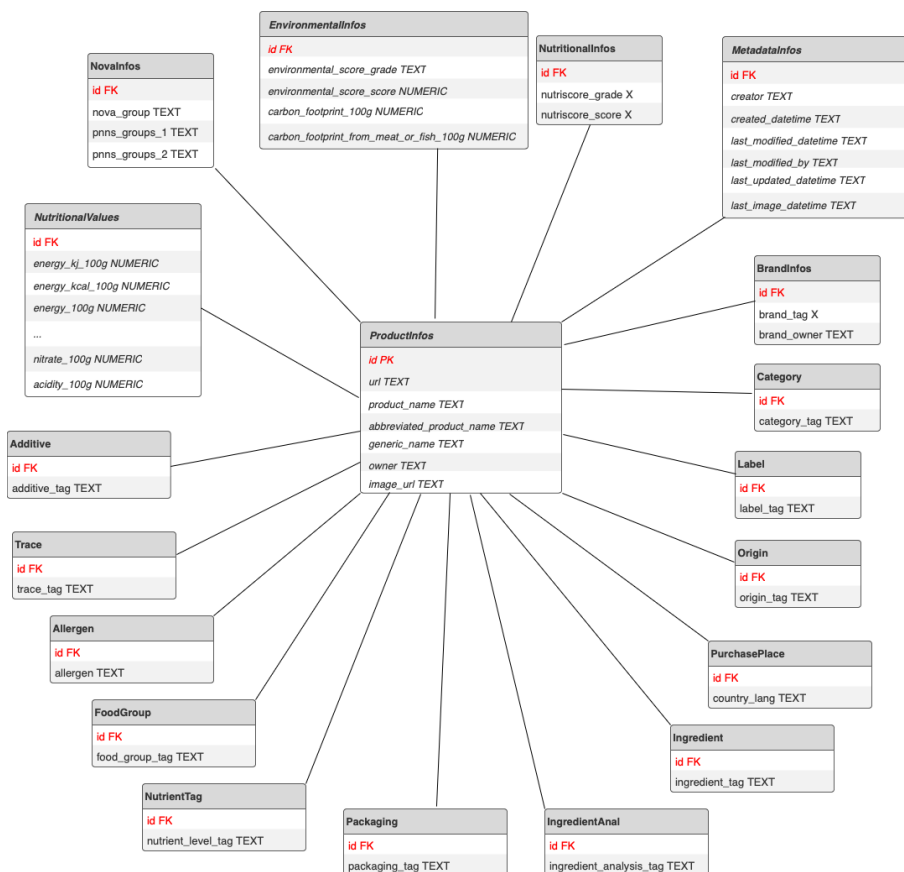 EnvironmentalInfos
id FK
environmental_score_grade TEXT
environmental_score_score NUMERIC
carbon_footprint_100g NUMERIC
carbon_footprint_from_meat_or_fish_100g NUMERIC
NutritionalInfos
id FK
nutriscore_grade X
nutriscore_score X
MetadataInfos
id FK
creator TEXT
created_datetime TEXT
last_modified_datetime TEXT
last_modified_by TEXT
last_updated_datetime TEXT
last_image_datetime TEXT
NovaInfos
id FK
nova_group TEXT
pnns_groups_1 TEXT
pnns_groups_2 TEXT
NutritionalValues
id FK
energy_kj_100g NUMERIC
energy_kcal_100g NUMERIC
energy_100g NUMERIC
...
nitrate_100g NUMERIC
acidity_100g NUMERIC
BrandInfos
id FK
brand_tag X
brand_owner TEXT
ProductInfos
id PK
url TEXT
product_name TEXT
abbreviated_product_name TEXT
generic_name TEXT
owner TEXT
image_url TEXT
Category
id FK
category_tag TEXT
Additive
id FK
additive_tag TEXT
Label
id FK
label_tag TEXT
Trace
id FK
trace_tag TEXT
Origin
id FK
origin_tag TEXT
Allergen
id FK
allergen TEXT
PurchasePlace
id FK
country_lang TEXT
FoodGroup
id FK
food_group_tag TEXT
Ingredient
id FK
ingredient_tag TEXT
NutrientTag
id FK
nutrient_level_tag TEXT
Packaging
id FK
packaging_tag TEXT
IngredientAnal
id FK
ingredient_analysis_tag TEXT